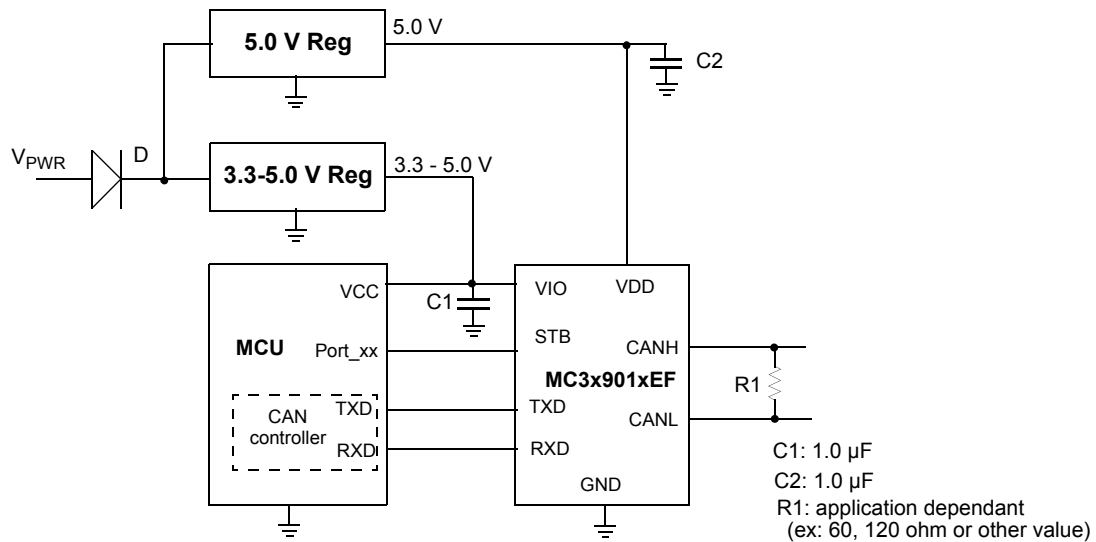 5.0 V Reg
5.0 V
C2
VPWR
D
3.3-5.0 V Reg
3.3 - 5.0 V
VCC
C1
VIO
VDD
MCU
Port_xx
STB
CANH
MC3x901xEF
R1
CAN
controller
TXD
TXD
CANL
RXD
RXD
GND
C1: 1.0 µF
C2: 1.0 µF
R1: application dependant
(ex: 60, 120 ohm or other value)